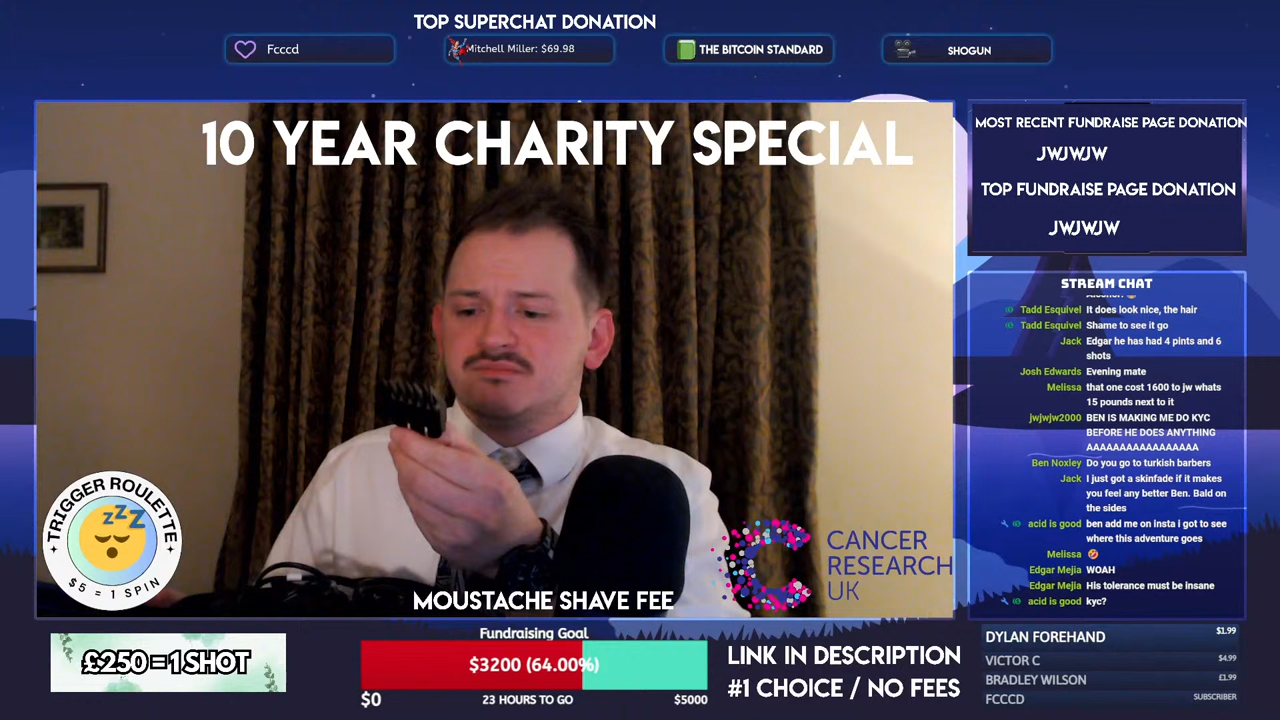 TOP SUPERCHAT DONATION
Fcccd
Mitchell Miller: $69.98
THE BITCOIN STANDARD
SHOGUN
10 YEAR CHARITY SPECIAL
MOST RECENT FUNDRAISE PAGE DONATION
JWJWJW
TOP FUNDRAISE PAGE DONATION
JWJWJW
STREAM CHAT
Tadd Esquivel It does look nice, the hair
Tadd Esquivel Shame to see it go
Jack Edgar he has had 4 pints and 6
shots
Josh Edwards Evening mate
Melissa that one cost 1600 to jw whats
15 pounds next to it
jwjwjw2000 BEN IS MAKING ME DO KYC
BEFORE HE DOES ANYTHING
AAAAAAAAAAAAAAAAA
Ben Noxley Do you go to turkish barbers
Jack I just got a skinfade if it makes
you feel any better Ben. Bald on
the sides
acid is good ben add me on insta i got to see
where this adventure goes
Melissa 🤣
Edgar Mejia WOAH
Edgar Mejia His tolerance must be insane
acid is good kyc?
TRIGGER ROULETTE
zzz
$5 = 1 SPIN
CANCER
RESEARCH
UK
MOUSTACHE SHAVE FEE
£250 = 1 SHOT
Fundraising Goal
$3200 (64.00%)
$0
23 HOURS TO GO
$5000
LINK IN DESCRIPTION
#1 CHOICE / NO FEES
DYLAN FOREHAND $1.99
VICTOR C $4.99
BRADLEY WILSON £1.99
FCCCD SUBSCRIBER